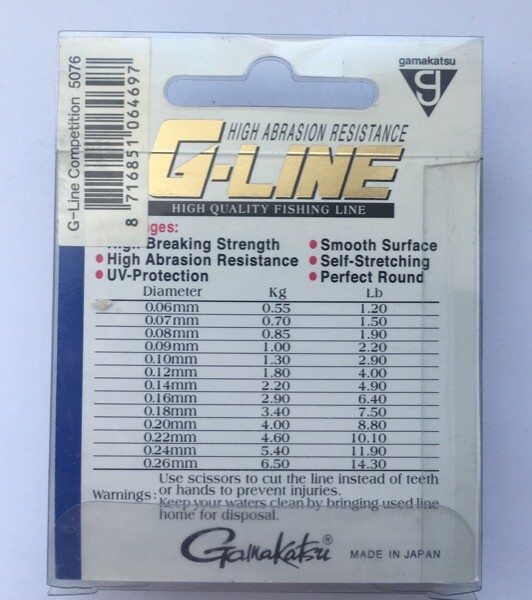 gamakatsu
G-Line Competition 5076
8 716851 064697
HIGH ABRASION RESISTANCE
G-LINE
HIGH QUALITY FISHING LINE
ges:
High Breaking Strength
• High Abrasion Resistance
• UV-Protection
• Smooth Surface
• Self-Stretching
• Perfect Round
Diameter Kg Lb
0.06mm 0.55 1.20
0.07mm 0.70 1.50
0.08mm 0.85 1.90
0.09mm 1.00 2.20
0.10mm 1.30 2.90
0.12mm 1.80 4.00
0.14mm 2.20 4.90
0.16mm 2.90 6.40
0.18mm 3.40 7.50
0.20mm 4.00 8.80
0.22mm 4.60 10.10
0.24mm 5.40 11.90
0.26mm 6.50 14.30
Warnings: Use scissors to cut the line instead of teeth
or hands to prevent injuries.
Keep your waters clean by bringing used line
home for disposal.
Gamakatsu ®
MADE IN JAPAN